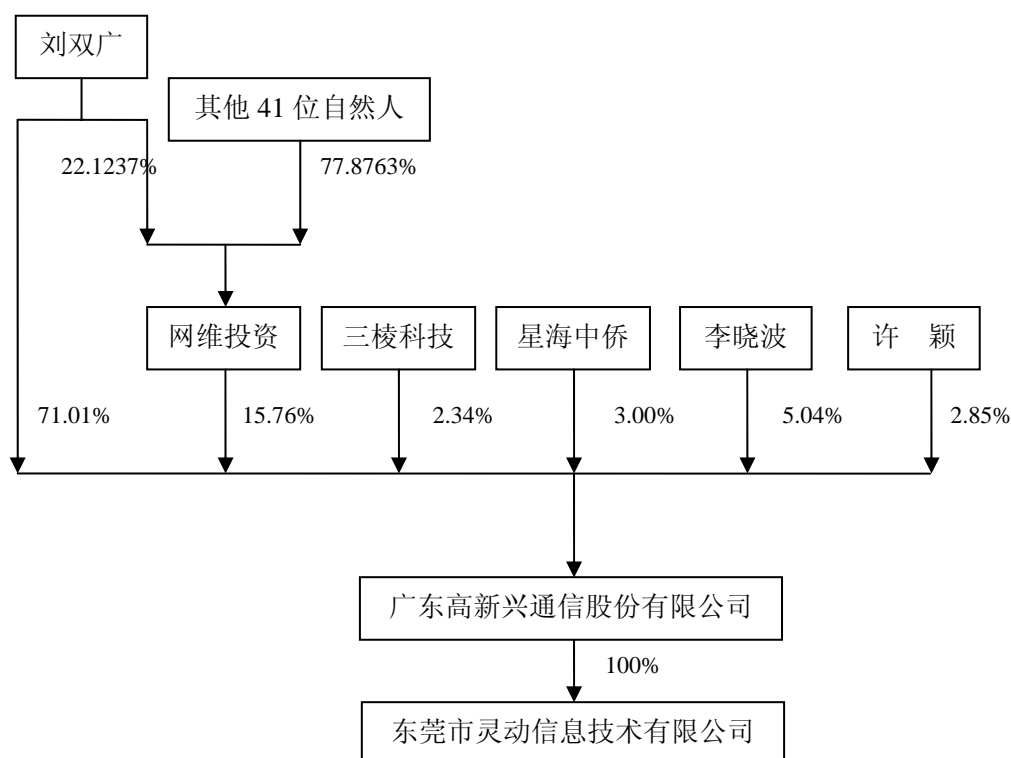 刘双广
其他 41 位自然人
22.1237%
77.8763%
网维投资
三棱科技
星海中侨
李晓波
许　颖
71.01%
15.76%
2.34%
3.00%
5.04%
2.85%
广东高新兴通信股份有限公司
100%
东莞市灵动信息技术有限公司